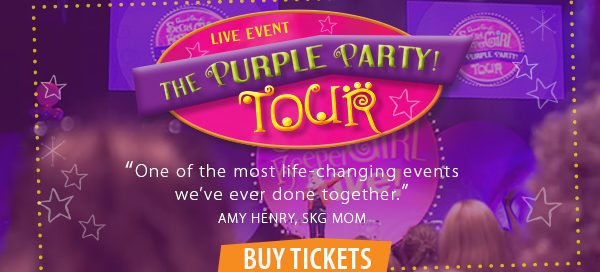 LIVE EVENT
THE PURPLE PARTY!
TOUR
“One of the most life-changing events
we’ve ever done together.”
AMY HENRY, SKG MOM
BUY TICKETS